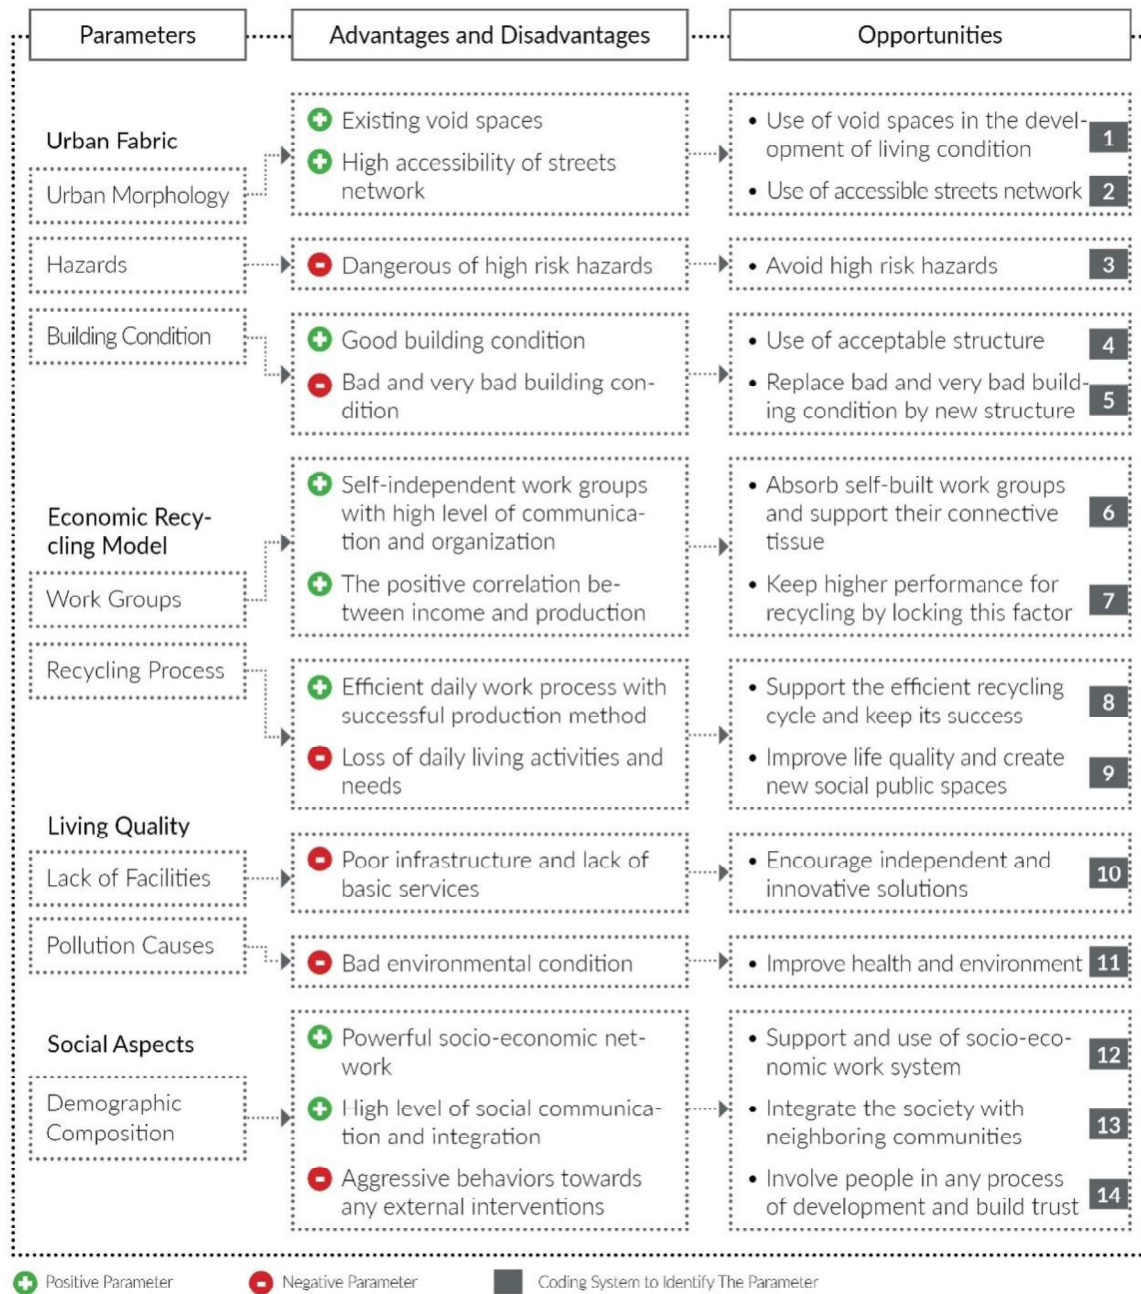 Parameters
Advantages and Disadvantages
Opportunities
Urban Fabric
Urban Morphology
+ Existing void spaces
+ High accessibility of streets
network
• Use of void spaces in the devel-
opment of living condition
1
• Use of accessible streets network
2
Hazards
- Dangerous of high risk hazards
• Avoid high risk hazards
3
Building Condition
+ Good building condition
- Bad and very bad building con-
dition
• Use of acceptable structure
4
• Replace bad and very bad build-
ing condition by new structure
5
Economic Recy-
cling Model
Work Groups
+ Self-independent work groups
with high level of communica-
tion and organization
+ The positive correlation be-
tween income and production
• Absorb self-built work groups
and support their connective
tissue
6
• Keep higher performance for
recycling by locking this factor
7
Recycling Process
+ Efficient daily work process with
successful production method
- Loss of daily living activities and
needs
• Support the efficient recycling
cycle and keep its success
8
• Improve life quality and create
new social public spaces
9
Living Quality
Lack of Facilities
- Poor infrastructure and lack of
basic services
• Encourage independent and
innovative solutions
10
Pollution Causes
- Bad environmental condition
• Improve health and environment
11
Social Aspects
Demographic
Composition
+ Powerful socio-economic net-
work
+ High level of social communica-
tion and integration
- Aggressive behaviors towards
any external interventions
• Support and use of socio-eco-
nomic work system
12
• Integrate the society with
neighboring communities
13
• Involve people in any process
of development and build trust
14
+ Positive Parameter
- Negative Parameter
Coding System to Identify The Parameter